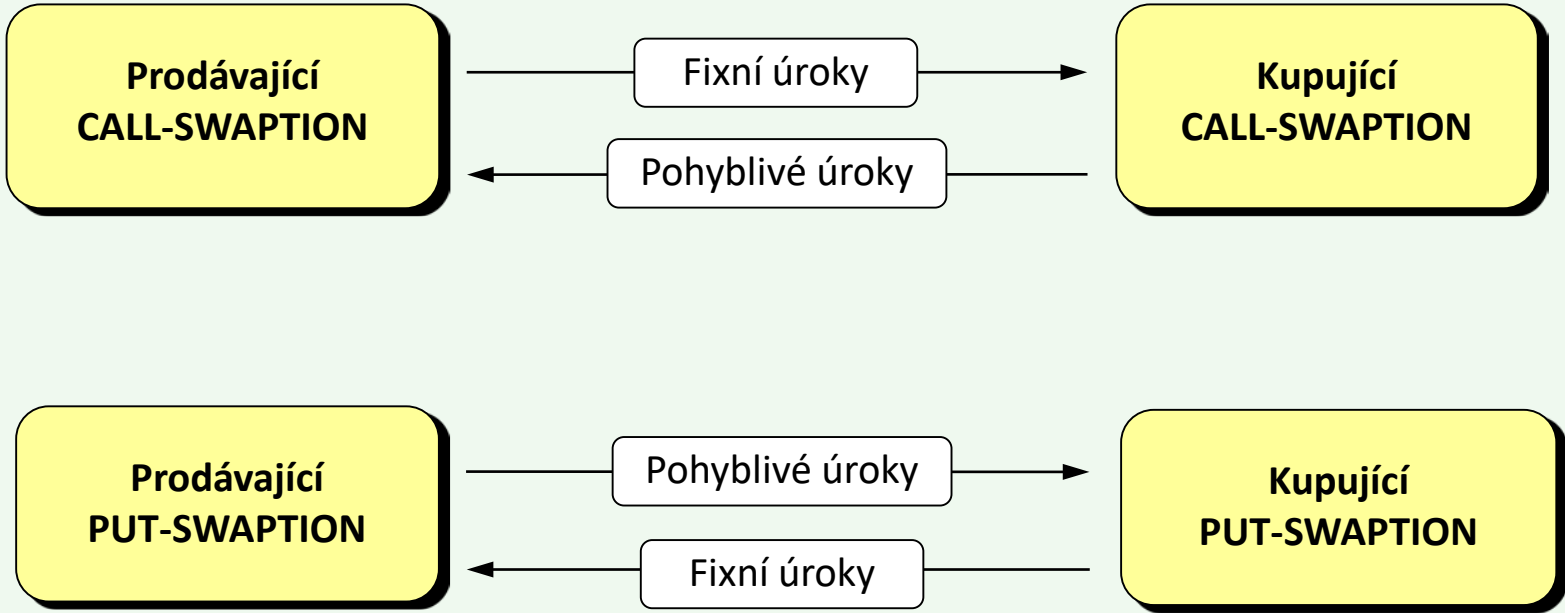 Prodávající
CALL-SWAPTION
Fixní úroky
Pohyblivé úroky
Kupující
CALL-SWAPTION
Prodávající
PUT-SWAPTION
Pohyblivé úroky
Fixní úroky
Kupující
PUT-SWAPTION